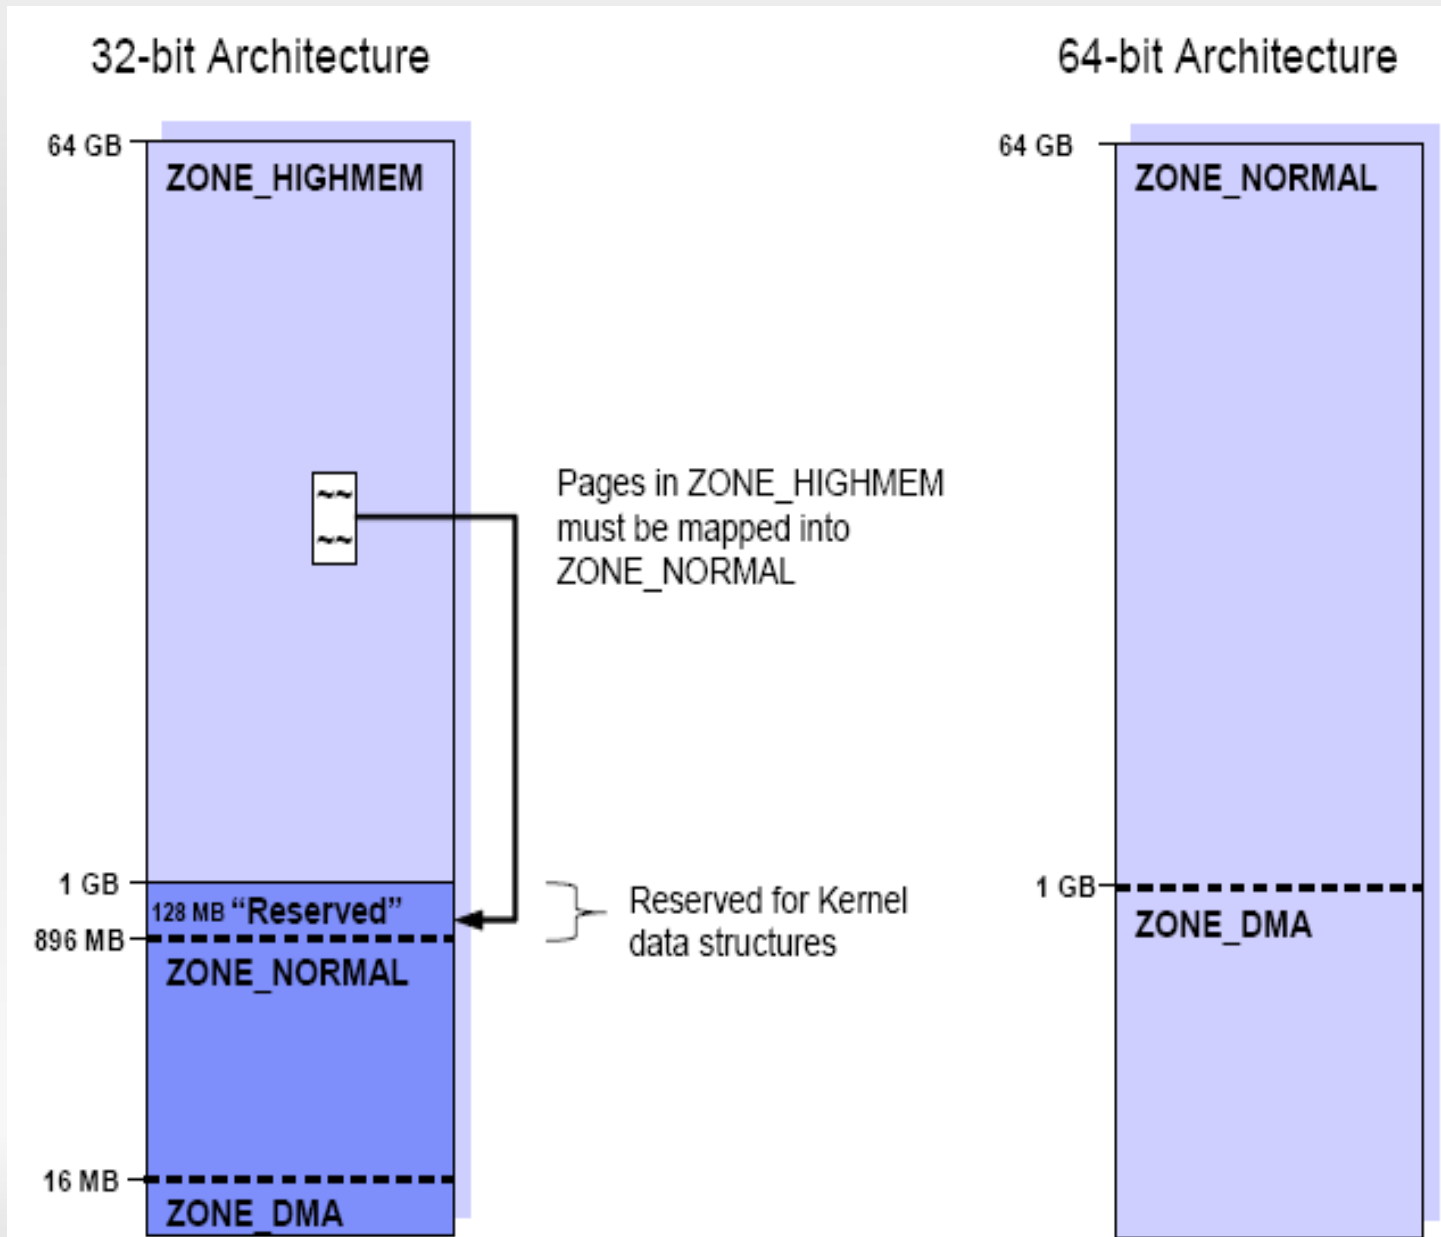 32-bit Architecture
64 GB
ZONE_HIGHMEM
~~
~~
Pages in ZONE_HIGHMEM
must be mapped into
ZONE_NORMAL
1 GB
128 MB “Reserved”
896 MB
Reserved for Kernel
data structures
ZONE_NORMAL
16 MB
ZONE_DMA
64-bit Architecture
64 GB
ZONE_NORMAL
1 GB
ZONE_DMA